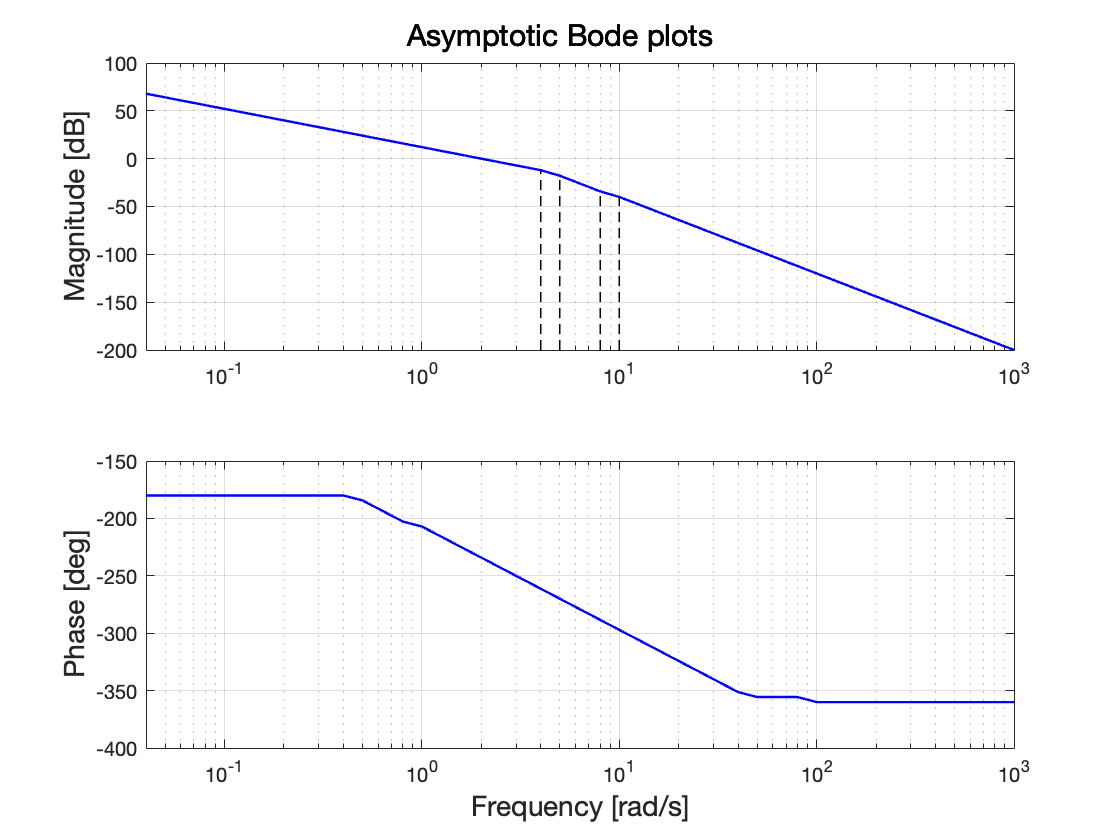 Asymptotic Bode plots
Magnitude [dB]
100
50
0
-50
-100
-150
-200
10^-1 10^0 10^1 10^2 10^3
Phase [deg]
-150
-200
-250
-300
-350
-400
10^-1 10^0 10^1 10^2 10^3
Frequency [rad/s]